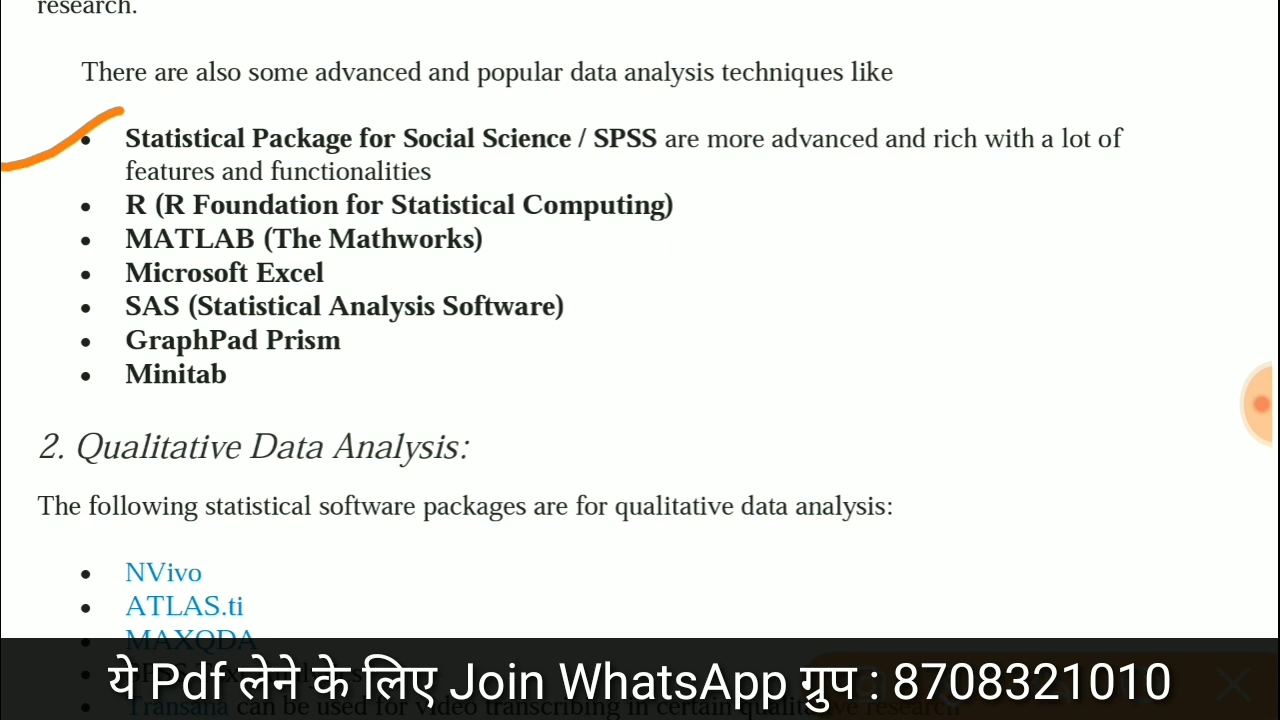 research.
There are also some advanced and popular data analysis techniques like
• Statistical Package for Social Science / SPSS are more advanced and rich with a lot of
features and functionalities
• R (R Foundation for Statistical Computing)
• MATLAB (The Mathworks)
• Microsoft Excel
• SAS (Statistical Analysis Software)
• GraphPad Prism
• Minitab
2. Qualitative Data Analysis:
The following statistical software packages are for qualitative data analysis:
• NVivo
• ATLAS.ti
• MAXQDA
ये Pdf लेने के लिए Join WhatsApp ग्रुप : 8708321010
• Transana can be used for video transcribing in certain qualitative research